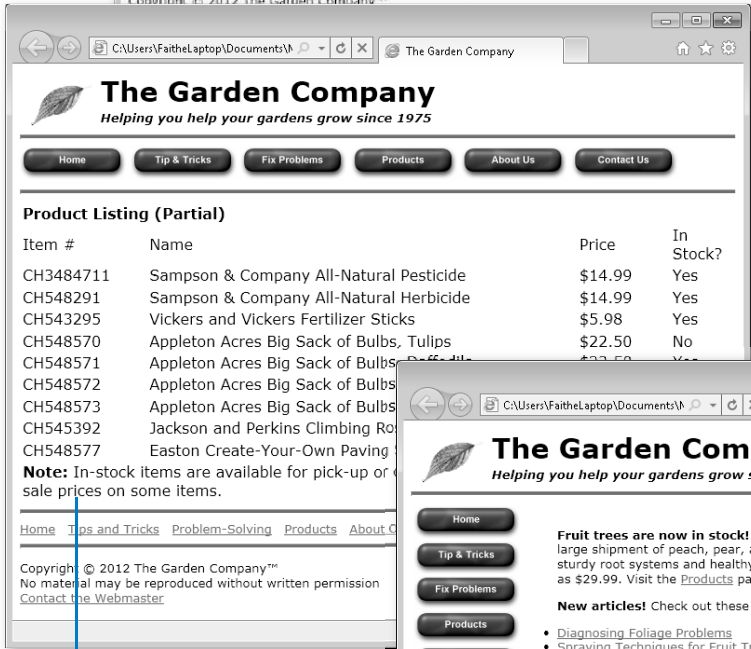 Copyright © 2012 The Garden Company™
C:\Users\FaitheLaptop\Documents\
The Garden Company
The Garden Company
Helping you help your gardens grow since 1975
Home Tip & Tricks Fix Problems Products About Us Contact Us
Product Listing (Partial)
Item # Name Price In Stock?
CH3484711 Sampson & Company All-Natural Pesticide $14.99 Yes
CH548291 Sampson & Company All-Natural Herbicide $14.99 Yes
CH543295 Vickers and Vickers Fertilizer Sticks $5.98 Yes
CH548570 Appleton Acres Big Sack of Bulbs, Tulips $22.50 No
CH548571 Appleton Acres Big Sack of Bulbs, Daffodils $22.50 Yes
CH548572 Appleton Acres Big Sack of Bulbs
CH548573 Appleton Acres Big Sack of Bulbs
CH545392 Jackson and Perkins Climbing
CH548577 Easton Create-Your-Own Paving
Note: In-stock items are available for pick-up or
sale prices on some items.
Home Tips and Tricks Problem-Solving Products About
Copyright © 2012 The Garden Company™
No material may be reproduced without written permission
Contact the Webmaster
C:\Users\FaitheLaptop\Documents\
The Garden Com
Helping you help your gardens grow
Home
Tip & Tricks
Fix Problems
Products
Fruit trees are now in stock!
large shipment of peach, pear,
sturdy root systems and healthy
as $29.99. Visit the Products
New articles! Check out these
• Diagnosing Foliage Problems
• Spraying Techniques for Fruit